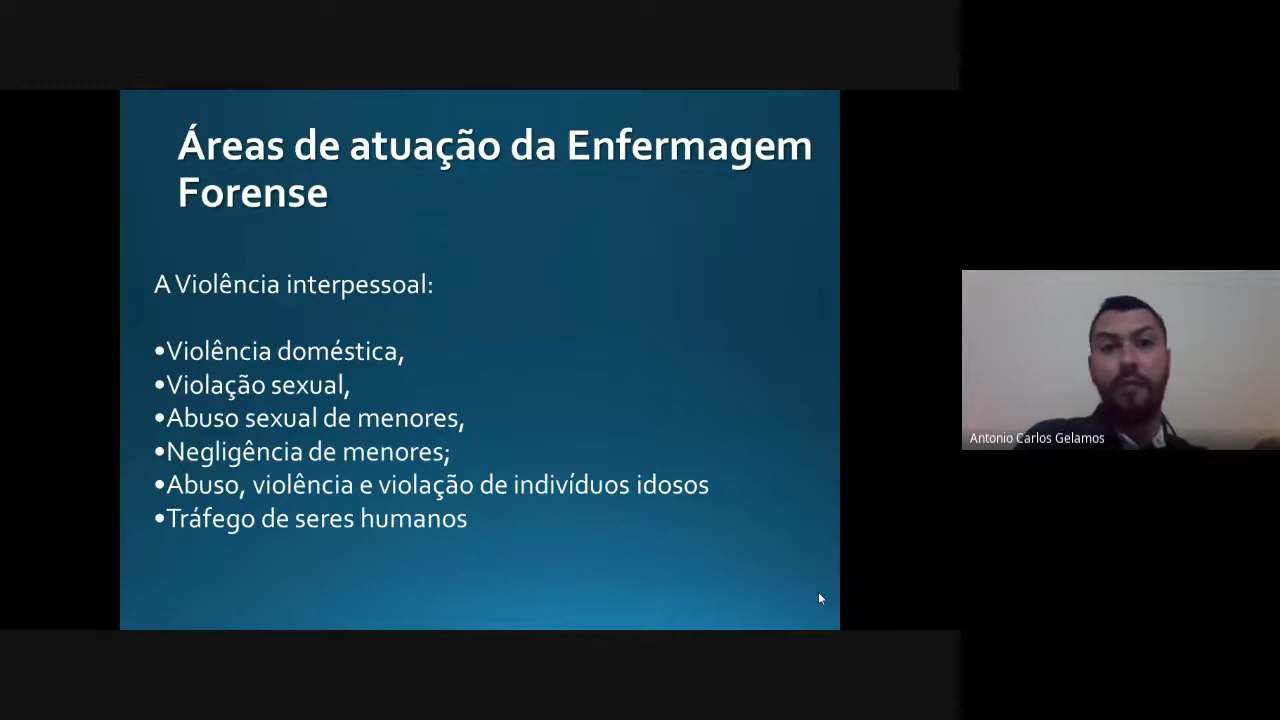 Áreas de atuação da Enfermagem
Forense
A Violência interpessoal:
•Violência doméstica,
•Violação sexual,
•Abuso sexual de menores,
•Negligência de menores;
•Abuso, violência e violação de indivíduos idosos
•Tráfego de seres humanos
Antonio Carlos Gelamos